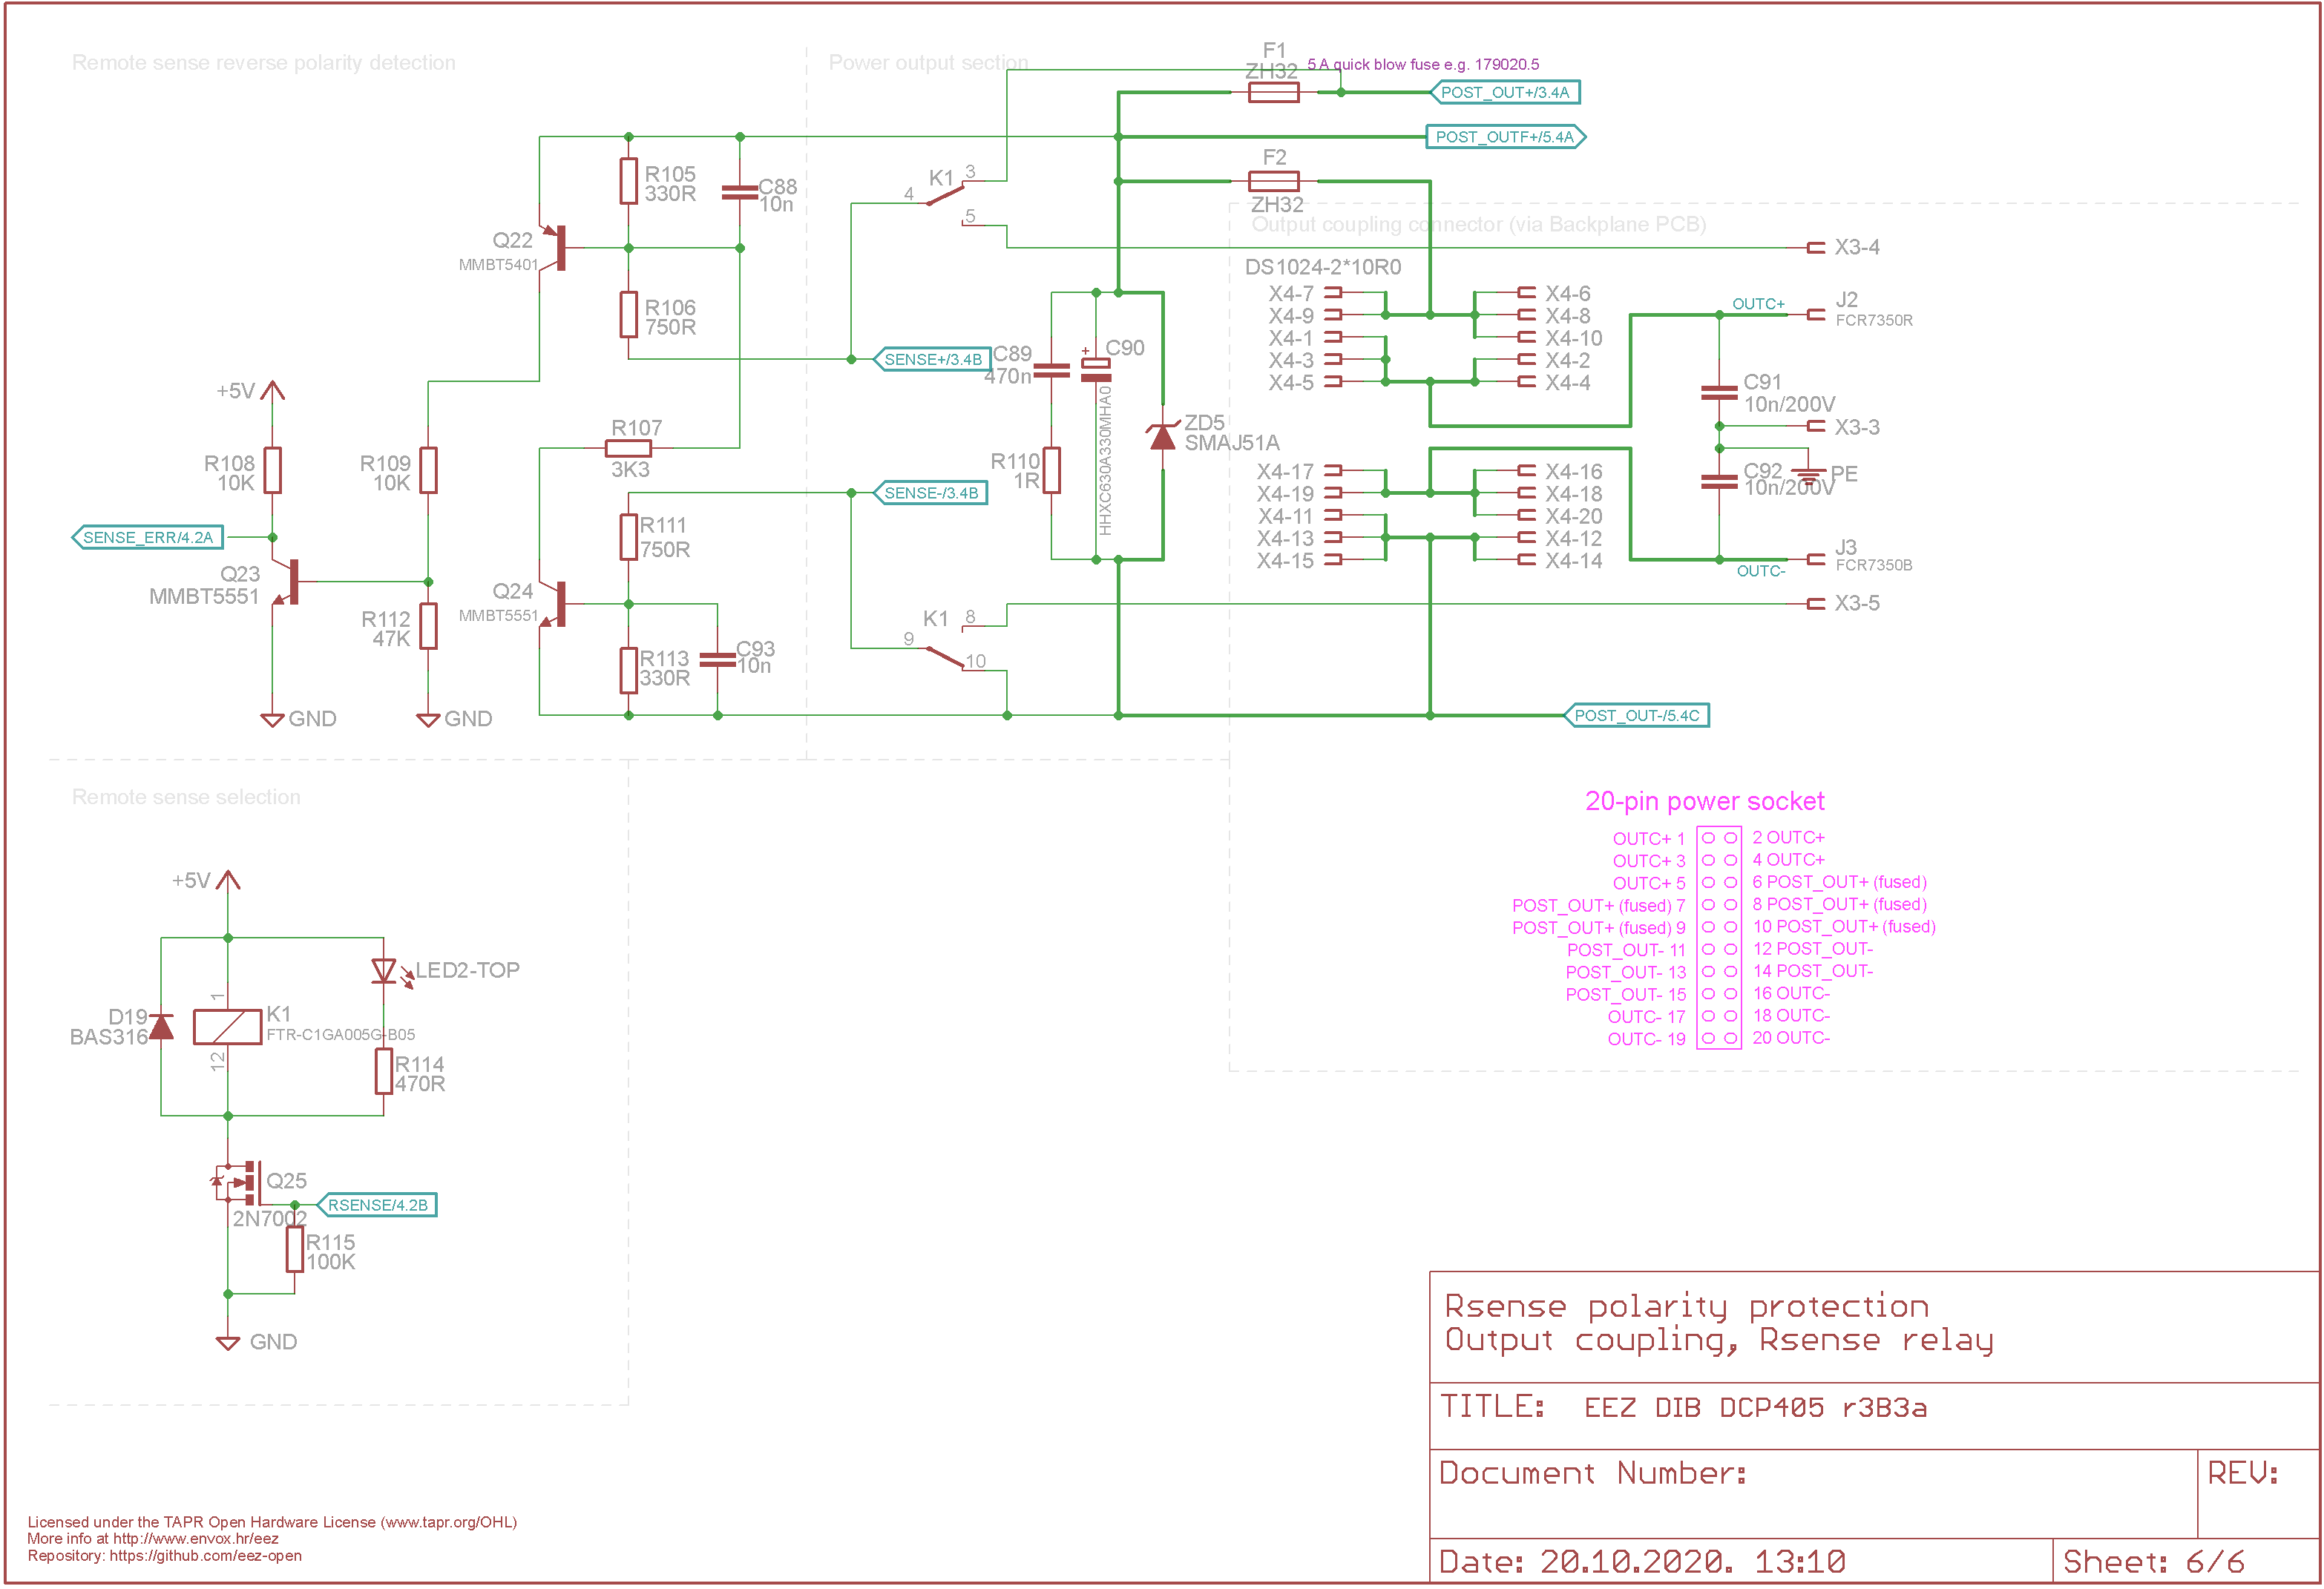 Remote sense reverse polarity detection
Power output section
F1
ZH32
5 A quick blow fuse e.g. 179020.5
POST_OUT+/3.4A
POST_OUTF+/5.4A
F2
ZH32
R105
330R
C88
10n
K1
3
4
5
Output coupling connector (via Backplane PCB)
Q22
MMBT5401
X3-4
DS1024-2*10R0
R106
750R
X4-7
X4-9
X4-1
X4-3
X4-5
X4-6
X4-8
X4-10
X4-2
X4-4
OUTC+
J2
FCR7350R
SENSE+/3.4B
C89
470n
+
C90
HHXC630A330MHA0
C91
10n/200V
X3-3
+5V
R107
3K3
ZD5
SMAJ51A
R108
10K
R109
10K
R110
1R
X4-17
X4-19
X4-11
X4-13
X4-15
X4-16
X4-18
X4-20
X4-12
X4-14
C92
10n/200V
PE
SENSE-/3.4B
SENSE_ERR/4.2A
R111
750R
J3
FCR7350B
OUTC-
Q23
MMBT5551
Q24
MMBT5551
R112
47K
K1
8
9
10
X3-5
R113
330R
C93
10n
GND
GND
POST_OUT-/5.4C
Remote sense selection
20-pin power socket
OUTC+ 1
2 OUTC+
OUTC+ 3
4 OUTC+
OUTC+ 5
6 POST_OUT+ (fused)
POST_OUT+ (fused) 7
8 POST_OUT+ (fused)
POST_OUT+ (fused) 9
10 POST_OUT+ (fused)
POST_OUT- 11
12 POST_OUT-
POST_OUT- 13
14 POST_OUT-
POST_OUT- 15
16 OUTC-
OUTC- 17
18 OUTC-
OUTC- 19
20 OUTC-
+5V
LED2-TOP
D19
BAS316
1
12
K1
FTR-C1GA005G-B05
R114
470R
Q25
2N7002
RSENSE/4.2B
R115
100K
GND
Rsense polarity protection
Output coupling, Rsense relay
TITLE: EEZ DIB DCP405 r3B3a
Document Number:
REV:
Date: 20.10.2020. 13:10
Sheet: 6/6
Licensed under the TAPR Open Hardware License (www.tapr.org/OHL)
More info at http://www.envox.hr/eez
Repository: https://github.com/eez-open